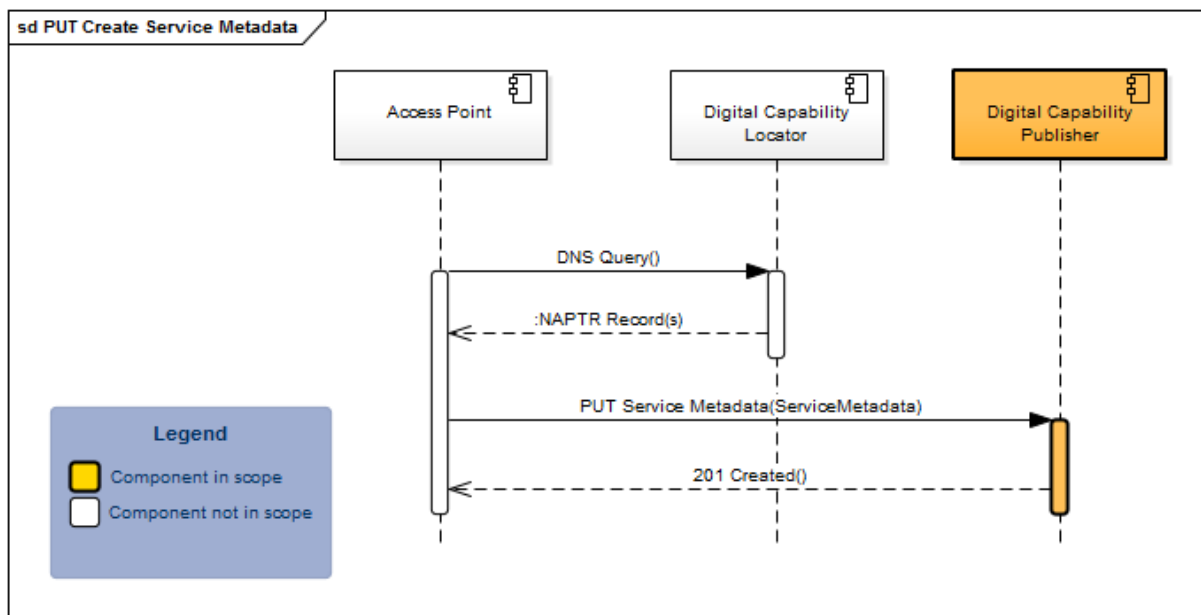 sd PUT Create Service Metadata
Access Point
Digital Capability
Locator
Digital Capability
Publisher
DNS Query()
:NAPTR Record(s)
PUT Service Metadata(ServiceMetadata)
201 Created()
Legend
Component in scope
Component not in scope